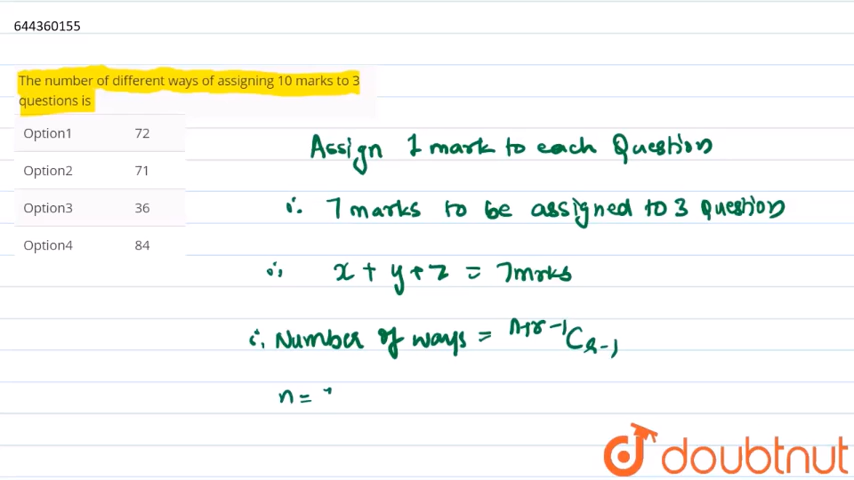 644360155
The number of different ways of assigning 10 marks to 3
questions is
Option1 72
Option2 71
Option3 36
Option4 84
Assign 1 mark to each Question
∴ 7 marks to be assigned to 3 Question
∴ x + y + z = 7 mrks
∴ Number of ways = n+r-1Cr-1
n =
doubtnut